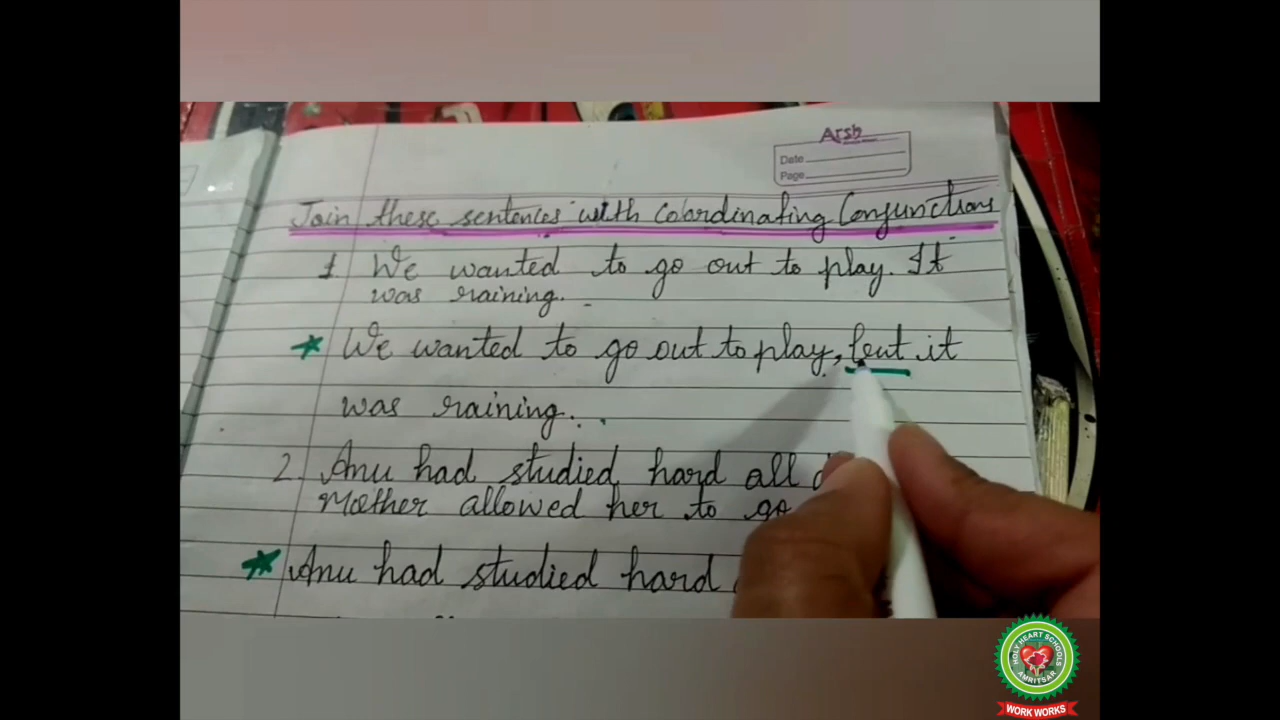 Arsh
Date
Page
Join these sentences with Coordinating Conjunctions
1. We wanted to go out to play. It
was raining.
We wanted to go out to play, but it
was raining.
2. Anu had studied hard all
Mother allowed her to go
Anu had studied hard
HOLY HEART SCHOOLS
AMRITSAR
WORK WORKS